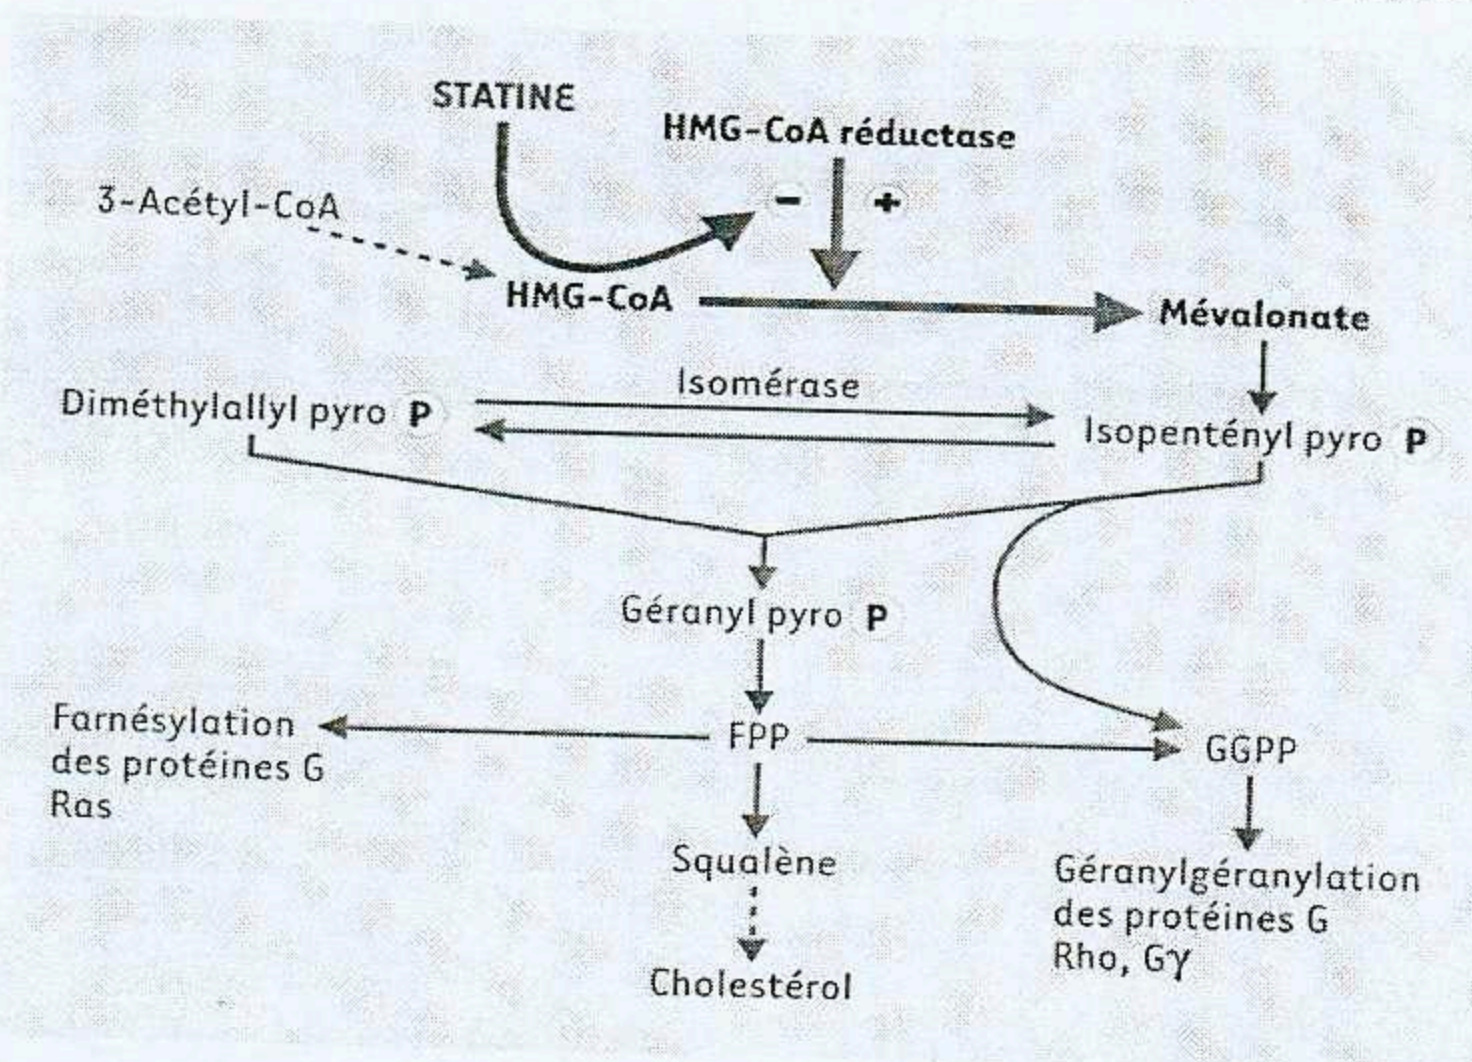 STATINE
HMG-CoA réductase
3-Acétyl-CoA
- +
HMG-CoA
Mévalonate
Isomérase
Diméthylallyl pyro P
Isopentényl pyro P
Géranyl pyro P
Farnésylation
des protéines G
Ras
FPP
GGPP
Squalène
Géranylgéranylation
des protéines G
Rho, Gγ
Cholestérol